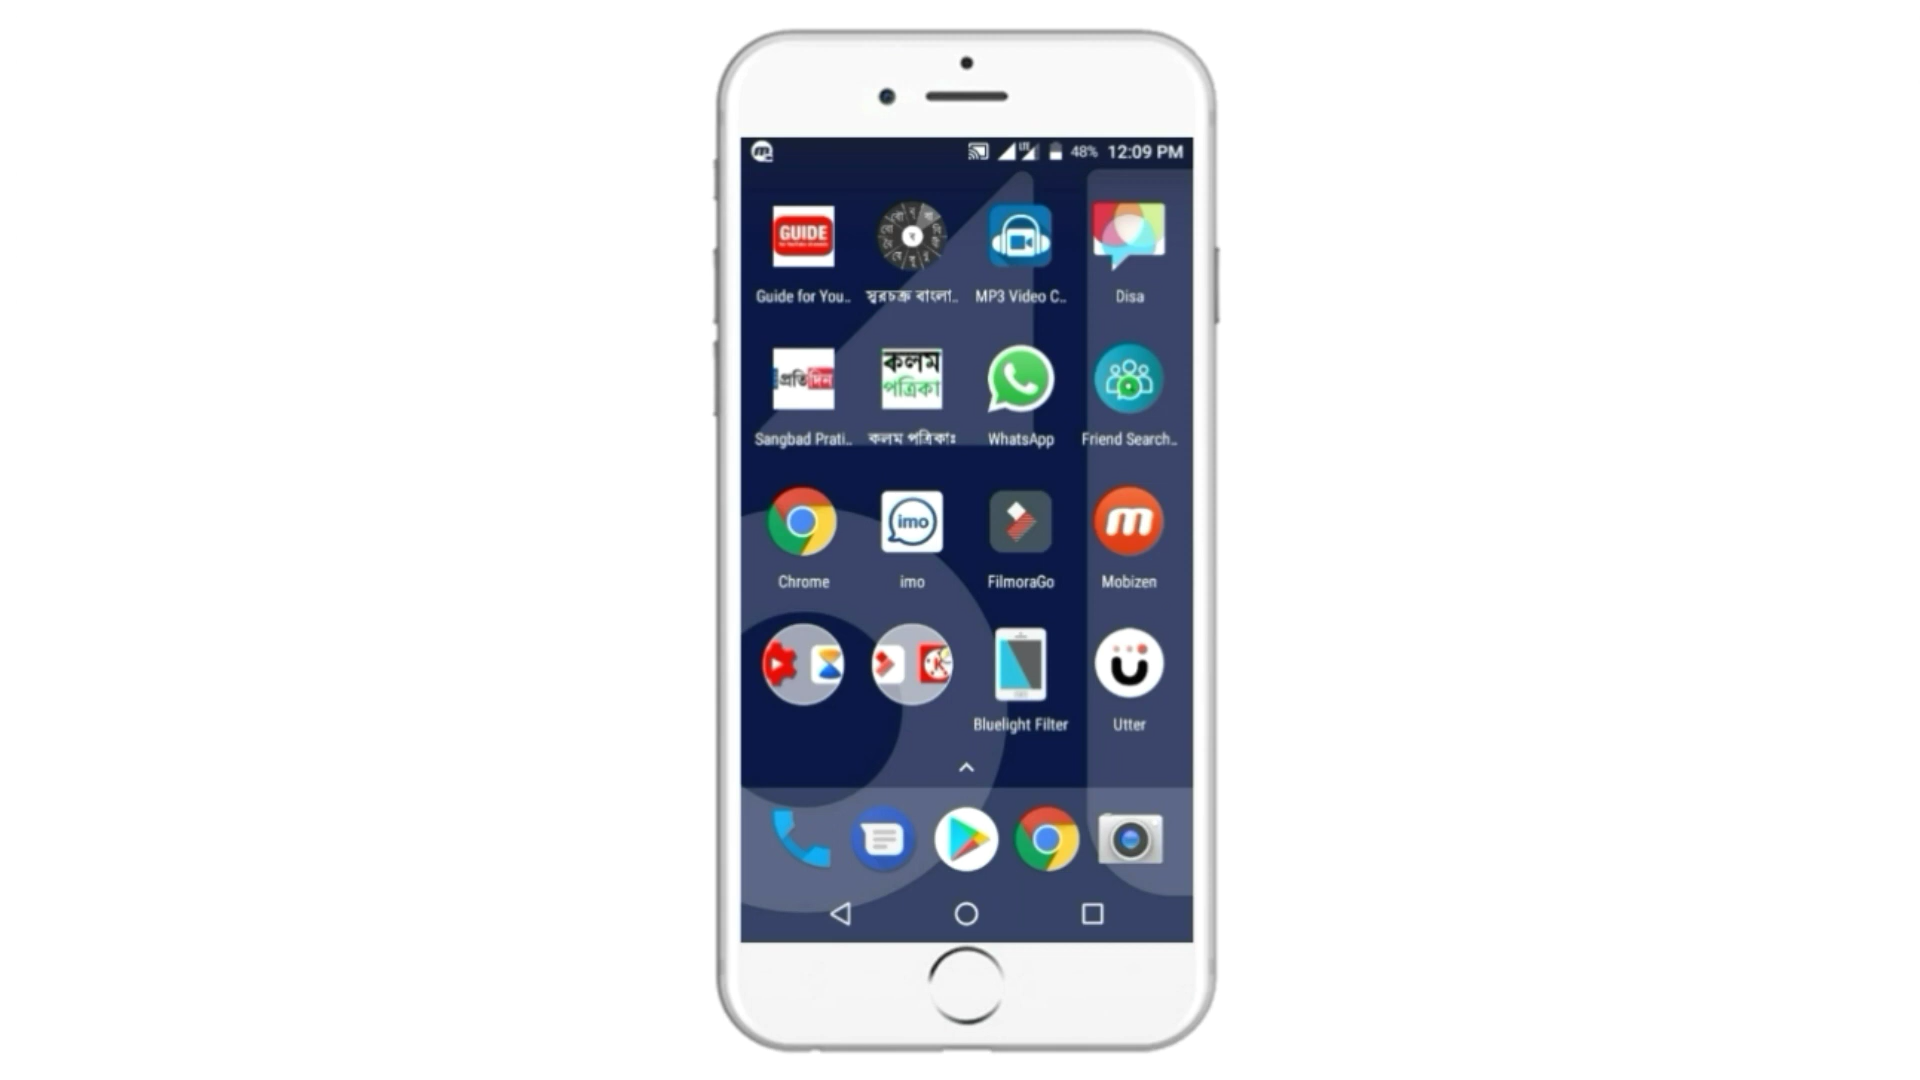 LTE 48% 12:09 PM
GUIDE
Guide for You..
স্বরচক্র বাংলা..
MP3 Video C..
Disa
প্রতিদিন
কলম
পত্রিকা
Sangbad Prati..
কলম পত্রিকাঃ
WhatsApp
Friend Search..
imo
Chrome
imo
FilmoraGo
Mobizen
K
Bluelight Filter
Utter